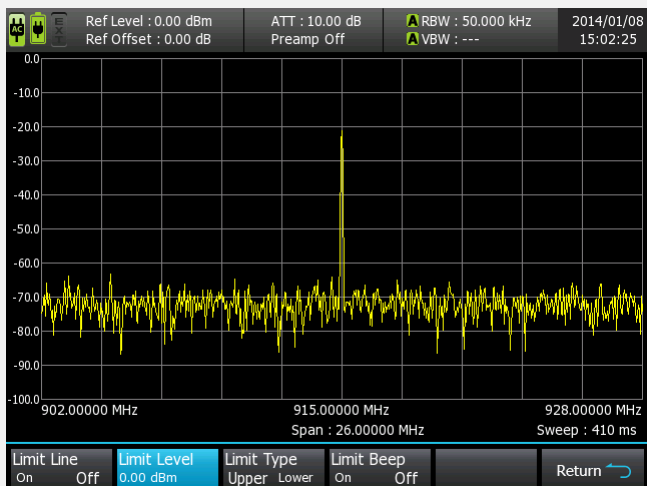 AC EXT Ref Level : 0.00 dBm ATT : 10.00 dB A RBW : 50.000 kHz 2014/01/08
Ref Offset : 0.00 dB Preamp Off A VBW : --- 15:02:25
0.0
-10.0
-20.0
-30.0
-40.0
-50.0
-60.0
-70.0
-80.0
-90.0
-100.0
902.00000 MHz 915.00000 MHz 928.00000 MHz
Span : 26.00000 MHz Sweep : 410 ms
Limit Line Limit Level Limit Type Limit Beep
On Off 0.00 dBm Upper Lower On Off Return